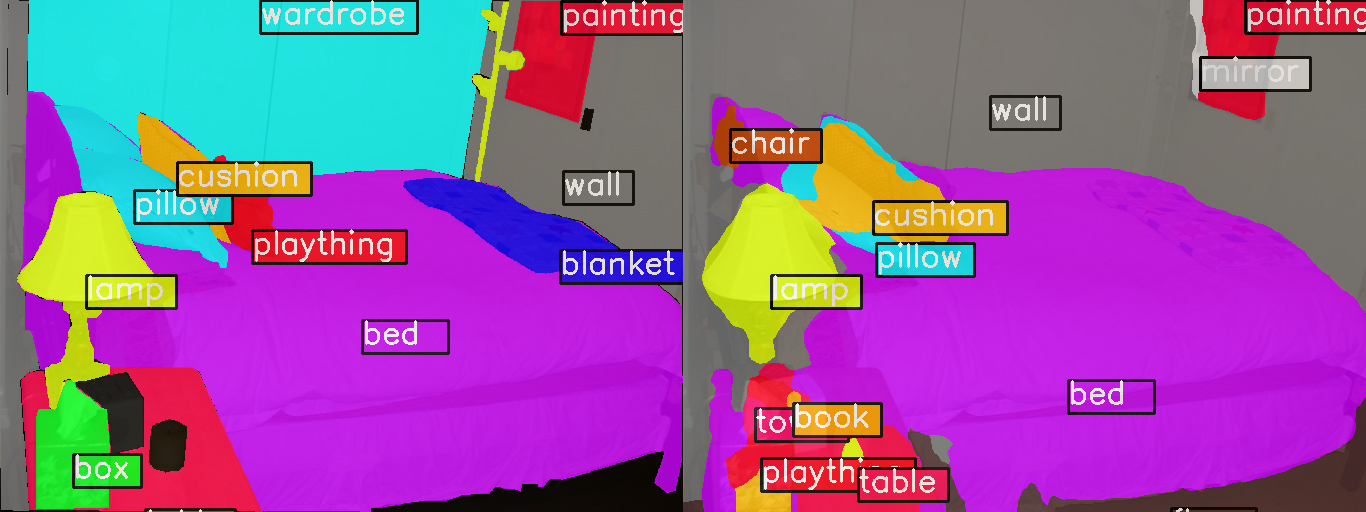 wardrobe
painting
cushion
pillow
wall
plaything
blanket
lamp
bed
box
painting
mirror
wall
chair
cushion
pillow
lamp
bed
book
table